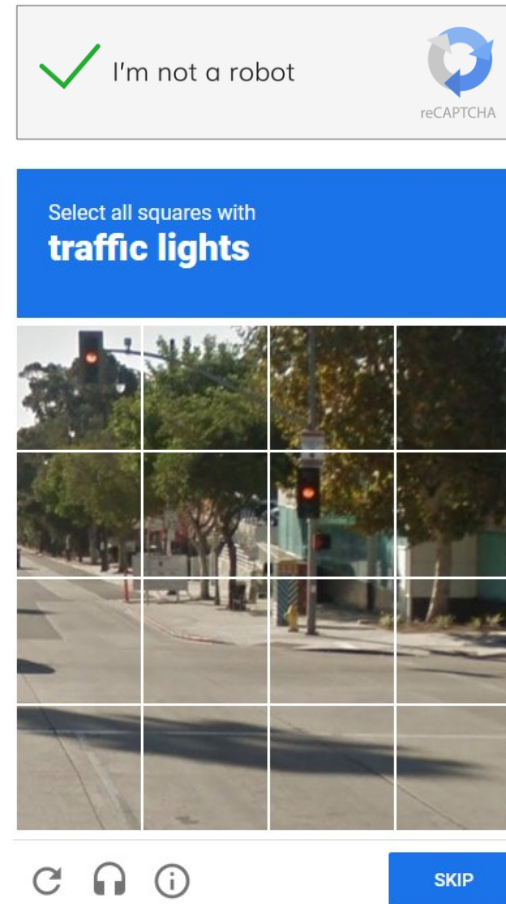 I'm not a robot
reCAPTCHA
Select all squares with
traffic lights
SKIP